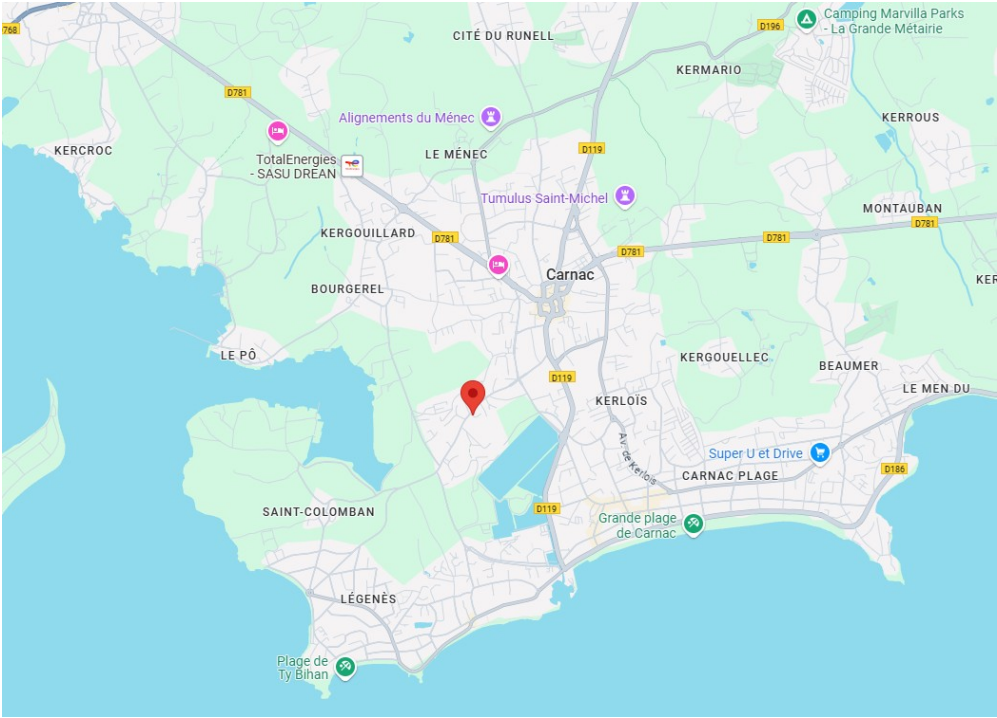 768
CITÉ DU RUNELL
D196
Camping Marvilla Parks
- La Grande Métairie
KERMARIO
D781
Alignements du Ménec
KERROUS
KERCROC
LE MÉNEC
D119
TotalEnergies
- SASU DREAN
Tumulus Saint-Michel
MONTAUBAN
D781
KERGOUILLARD
D781
D781
D781
Carnac
KER
BOURGEREL
LE PÔ
KERGOUELLEC
BEAUMER
D119
LE MEN DU
KERLOÏS
Av. de Kerlois
Super U et Drive
D186
CARNAC PLAGE
SAINT-COLOMBAN
D119
Grande plage
de Carnac
LÉGENÈS
Plage de
Ty Bihan